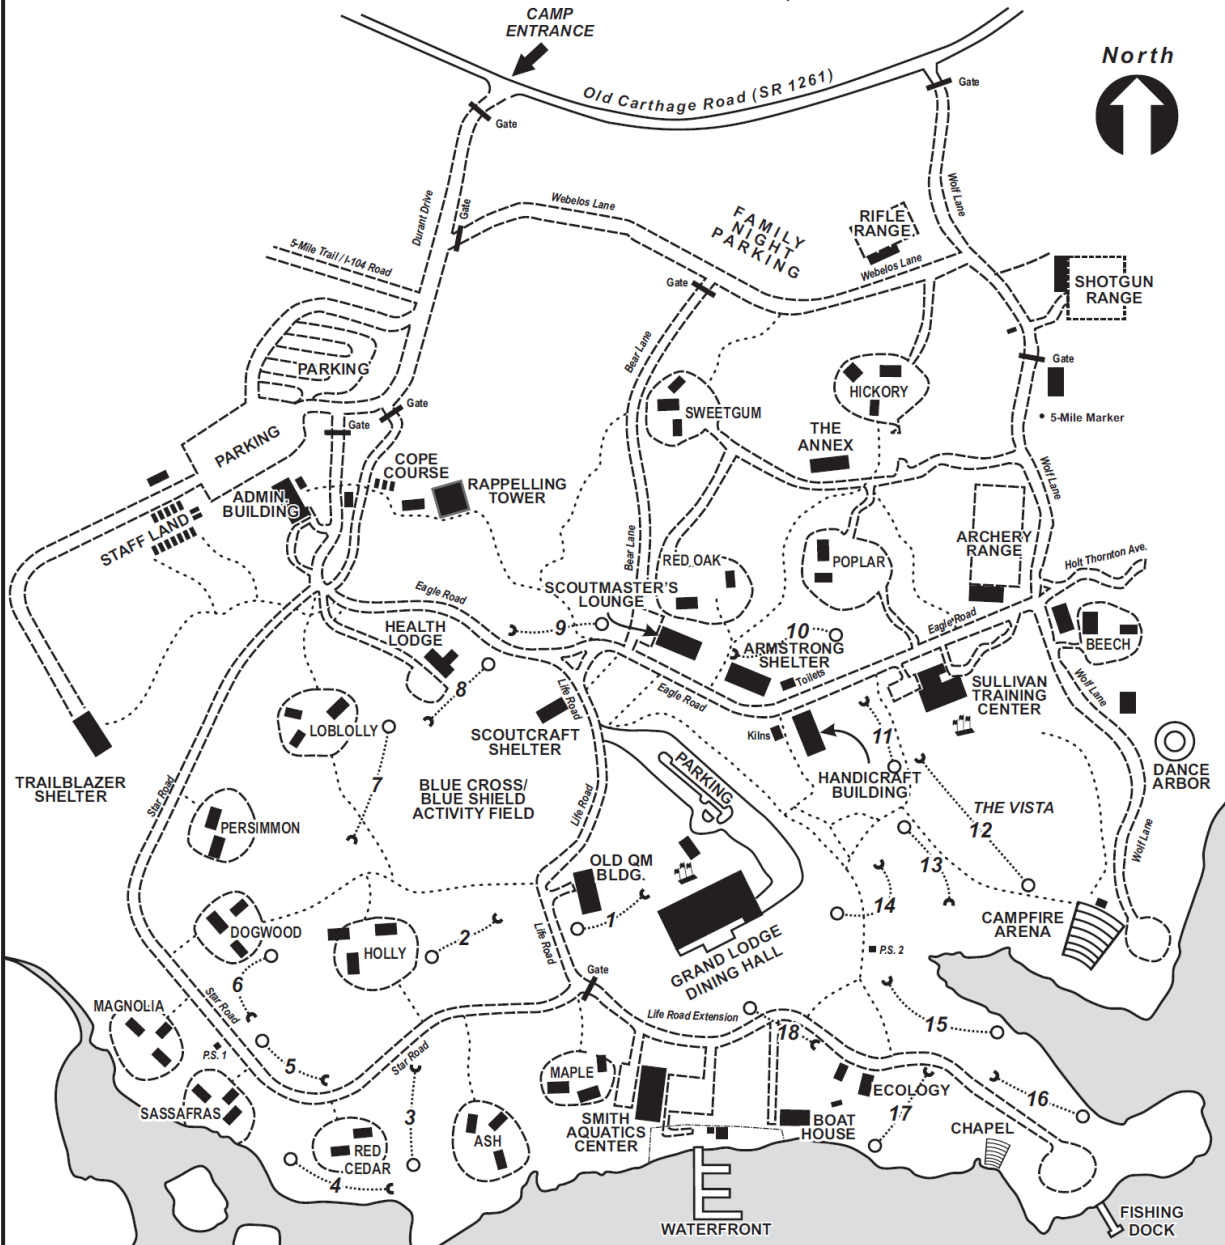 CAMP
ENTRANCE
North
Old Carthage Road (SR 1261)
Gate
Gate
Durant Drive
Gate
Webelos Lane
Wolf Lane
FAMILY
NIGHT
PARKING
RIFLE
RANGE
Webelos Lane
5-Mile Trail / I-104 Road
Gate
SHOTGUN
RANGE
Bear Lane
Gate
PARKING
HICKORY
SWEETGUM
5-Mile Marker
Gate
Gate
THE
ANNEX
PARKING
COPE
COURSE
RAPPELLING
TOWER
Wolf Lane
ADMIN.
BUILDING
STAFF LAND
Bear Lane
ARCHERY
RANGE
Holt Thornton Ave.
RED OAK
POPLAR
SCOUTMASTER'S
LOUNGE
Eagle Road
Eagle Road
HEALTH
LODGE
9
10
ARMSTRONG
SHELTER
BEECH
Toilets
8
Life Road
Eagle Road
SULLIVAN
TRAINING
CENTER
Wolf Lane
LOBLOLLY
SCOUTCRAFT
SHELTER
Kilns
11
7
TRAILBLAZER
SHELTER
Star Road
BLUE CROSS/
BLUE SHIELD
ACTIVITY FIELD
PARKING
HANDICRAFT
BUILDING
DANCE
ARBOR
Life Road
THE VISTA
12
PERSIMMON
Wolf Lane
OLD QM
BLDG.
13
1
14
CAMPFIRE
ARENA
DOGWOOD
HOLLY
2
Life Road
GRAND LODGE
DINING HALL
P.S. 2
Gate
6
MAGNOLIA
Star Road
Life Road Extension
15
18
P.S. 1
5
Star Road
MAPLE
ECOLOGY
16
SASSAFRAS
3
SMITH
AQUATICS
CENTER
BOAT
HOUSE
17
CHAPEL
ASH
RED
CEDAR
4
WATERFRONT
FISHING
DOCK